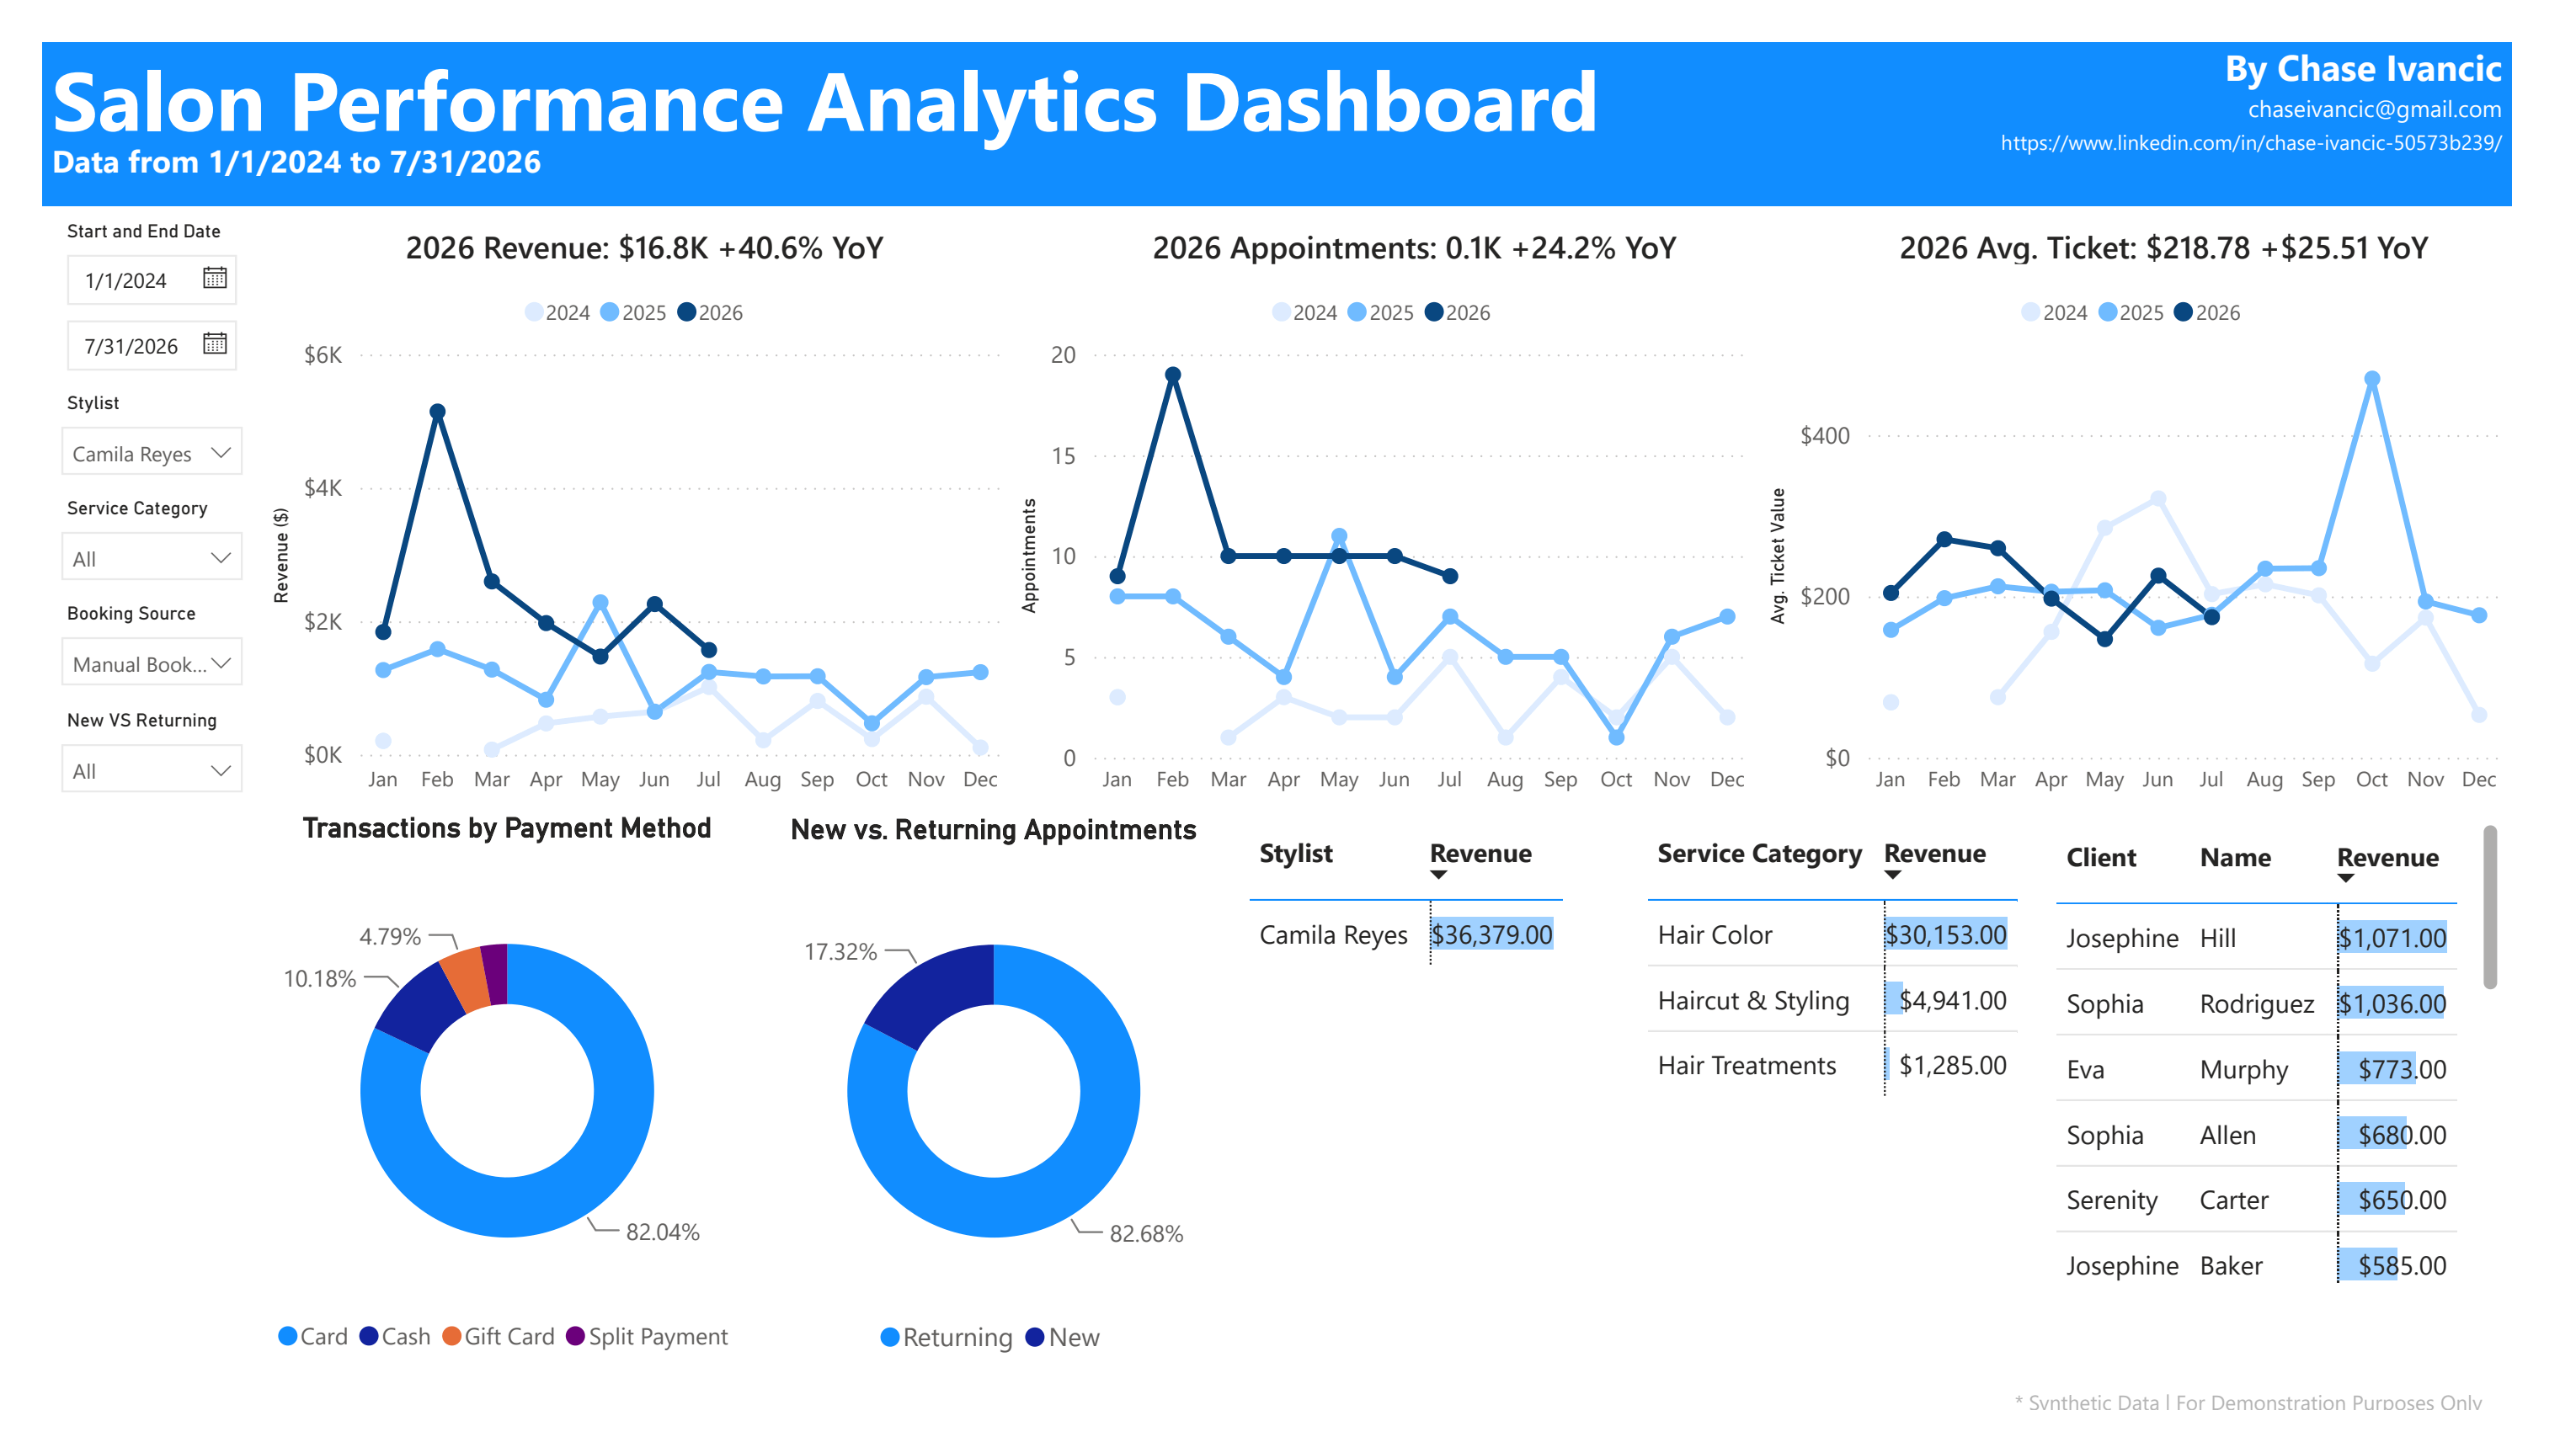 Salon Performance Analytics Dashboard
Data from 1/1/2024 to 7/31/2026
By Chase Ivancic
chaseivancic@gmail.com
https://www.linkedin.com/in/chase-ivancic-50573b239/
Start and End Date
1/1/2024
7/31/2026
Stylist
Camila Reyes
Service Category
All
Booking Source
Manual Book...
New VS Returning
All
2026 Revenue: $16.8K +40.6% YoY
2024 2025 2026
Revenue ($)
$6K
$4K
$2K
$0K
Jan Feb Mar Apr May Jun Jul Aug Sep Oct Nov Dec
2026 Appointments: 0.1K +24.2% YoY
2024 2025 2026
Appointments
20
15
10
5
0
Jan Feb Mar Apr May Jun Jul Aug Sep Oct Nov Dec
2026 Avg. Ticket: $218.78 +$25.51 YoY
2024 2025 2026
Avg. Ticket Value
$400
$200
$0
Jan Feb Mar Apr May Jun Jul Aug Sep Oct Nov Dec
Transactions by Payment Method
4.79%
10.18%
82.04%
Card Cash Gift Card Split Payment
New vs. Returning Appointments
17.32%
82.68%
Returning New
Stylist Revenue
Camila Reyes $36,379.00
Service Category Revenue
Hair Color $30,153.00
Haircut & Styling $4,941.00
Hair Treatments $1,285.00
Client Name Revenue
Josephine Hill $1,071.00
Sophia Rodriguez $1,036.00
Eva Murphy $773.00
Sophia Allen $680.00
Serenity Carter $650.00
Josephine Baker $585.00
* Synthetic Data | For Demonstration Purposes Only